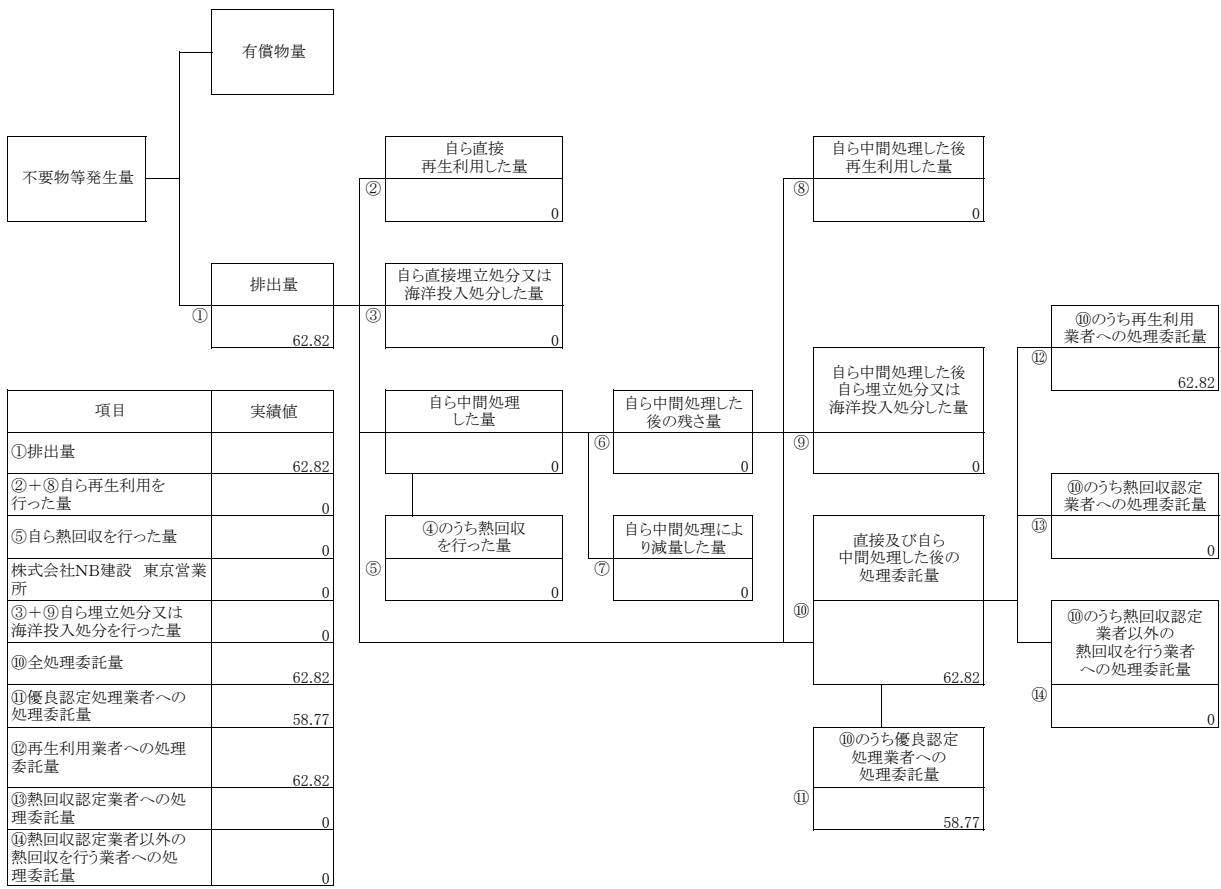 有償物量
不要物等発生量
自ら直接
再生利用した量
②
0
自ら中間処理した後
再生利用した量
⑧
0
排出量
①
62.82
自ら直接埋立処分又は
海洋投入処分した量
③
0
⑩のうち再生利用
業者への処理委託量
⑫
62.82
自ら中間処理
した量
0
自ら中間処理した
後の残さ量
⑥
0
自ら中間処理した後
自ら埋立処分又は
海洋投入処分した量
⑨
0
⑩のうち熱回収認定
業者への処理委託量
⑬
0
④のうち熱回収
を行った量
⑤
0
自ら中間処理によ
り減量した量
⑦
0
直接及び自ら
中間処理した後の
処理委託量
⑩
62.82
⑩のうち熱回収認定
業者以外の
熱回収を行う業者
への処理委託量
⑭
0
⑩のうち優良認定
処理業者への
処理委託量
⑪
58.77
項目 実績値
①排出量
62.82
②＋⑧自ら再生利用を
行った量
0
⑤自ら熱回収を行った量
0
株式会社NB建設　東京営業
所
0
③＋⑨自ら埋立処分又は
海洋投入処分を行った量
0
⑩全処理委託量
62.82
⑪優良認定処理業者への
処理委託量
58.77
⑫再生利用業者への処理
委託量
62.82
⑬熱回収認定業者への処
理委託量
0
⑭熱回収認定業者以外の
熱回収を行う業者への処
理委託量
0